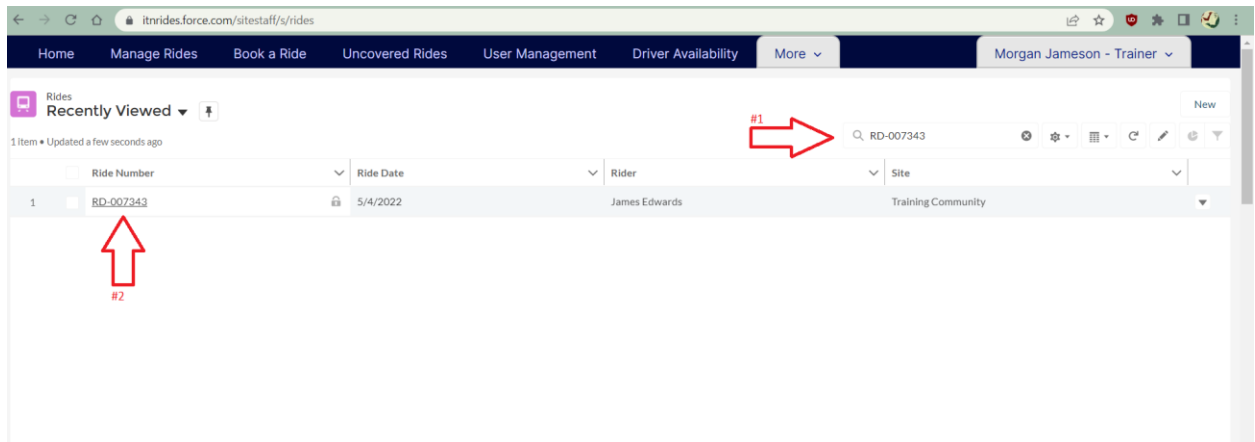 itnrides.force.com/sitestaff/s/rides
Home Manage Rides Book a Ride Uncovered Rides User Management Driver Availability More Morgan Jameson - Trainer
Rides
Recently Viewed
New
#1
RD-007343
1 item • Updated a few seconds ago
Ride Number Ride Date Rider Site
1 RD-007343 5/4/2022 James Edwards Training Community
#2